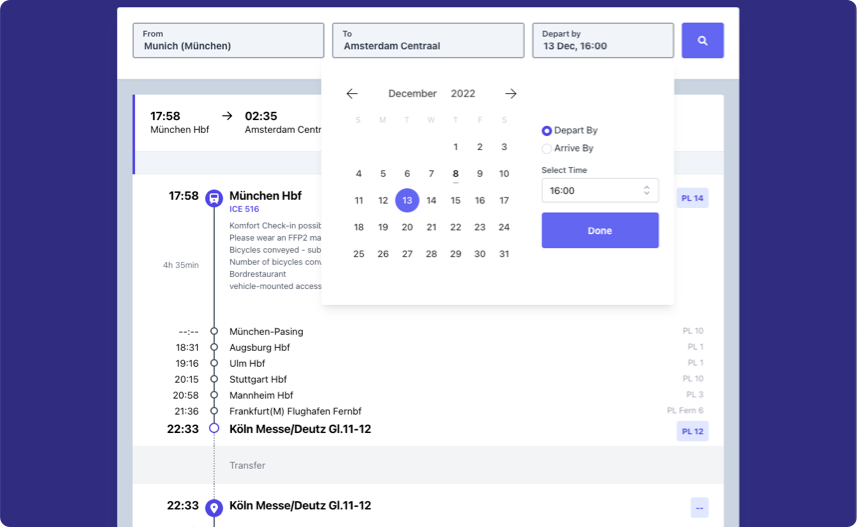 From
Munich (München)
To
Amsterdam Centraal
Depart by
13 Dec, 16:00
December 2022
S M T W T F S
1 2 3
4 5 6 7 8 9 10
11 12 13 14 15 16 17
18 19 20 21 22 23 24
25 26 27 28 29 30 31
Depart By
Arrive By
Select Time
16:00
Done
17:58 → 02:35
München Hbf Amsterdam Centr
17:58 München Hbf PL 14
ICE 516
Komfort Check-in possib
Please wear an FFP2 ma
Bicycles conveyed - sub
Number of bicycles conv
Bordrestaurant
vehicle-mounted access
4h 35min
--:-- München-Pasing PL 10
18:31 Augsburg Hbf PL 1
19:16 Ulm Hbf PL 1
20:15 Stuttgart Hbf PL 10
20:58 Mannheim Hbf PL 3
21:36 Frankfurt(M) Flughafen Fernbf PL Fern 6
22:33 Köln Messe/Deutz Gl.11-12 PL 12
Transfer
22:33 Köln Messe/Deutz Gl.11-12 --